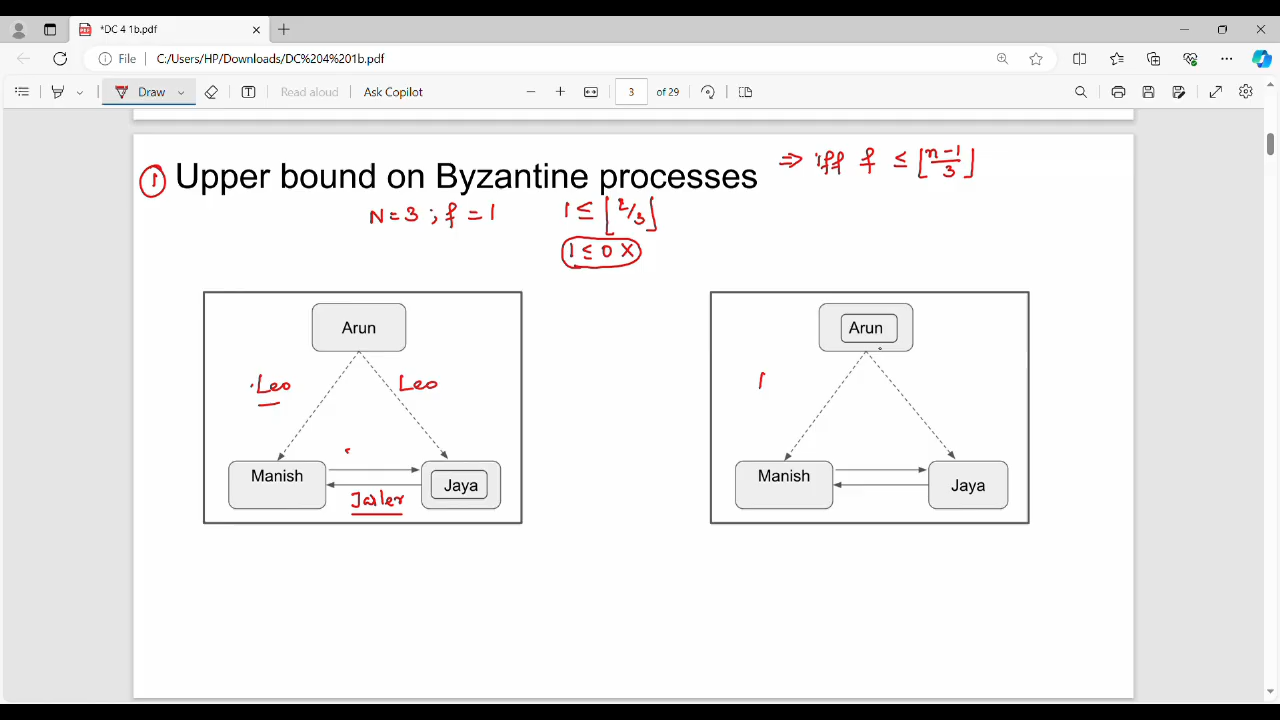 *DC 4 1b.pdf
File C:/Users/HP/Downloads/DC%204%201b.pdf
Draw Read aloud Ask Copilot 3 of 29
① Upper bound on Byzantine processes ⇒ iff f ≤ ⌊n-1/3⌋
N = 3 ; f = 1 1 ≤ ⌊2/3⌋
1 ≤ 0 X
Arun
Leo Leo
Manish
Jaya
Jailer
Arun
Manish
Jaya